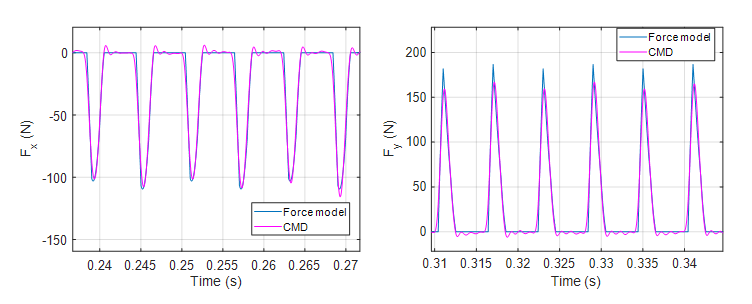 0
-50
-100
-150
F_x (N)
0.24 0.245 0.25 0.255 0.26 0.265 0.27
Time (s)
Force model
CMD
200
150
100
50
0
F_y (N)
0.31 0.315 0.32 0.325 0.33 0.335 0.34
Time (s)
Force model
CMD